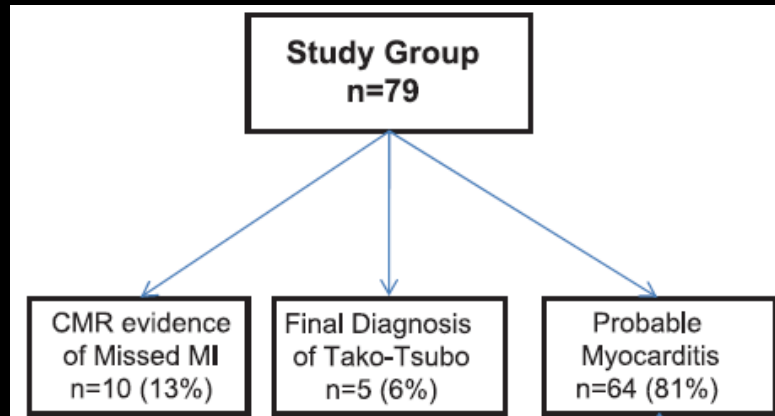 Study Group
n=79
CMR evidence
of Missed MI
n=10 (13%)
Final Diagnosis
of Tako-Tsubo
n=5 (6%)
Probable
Myocarditis
n=64 (81%)